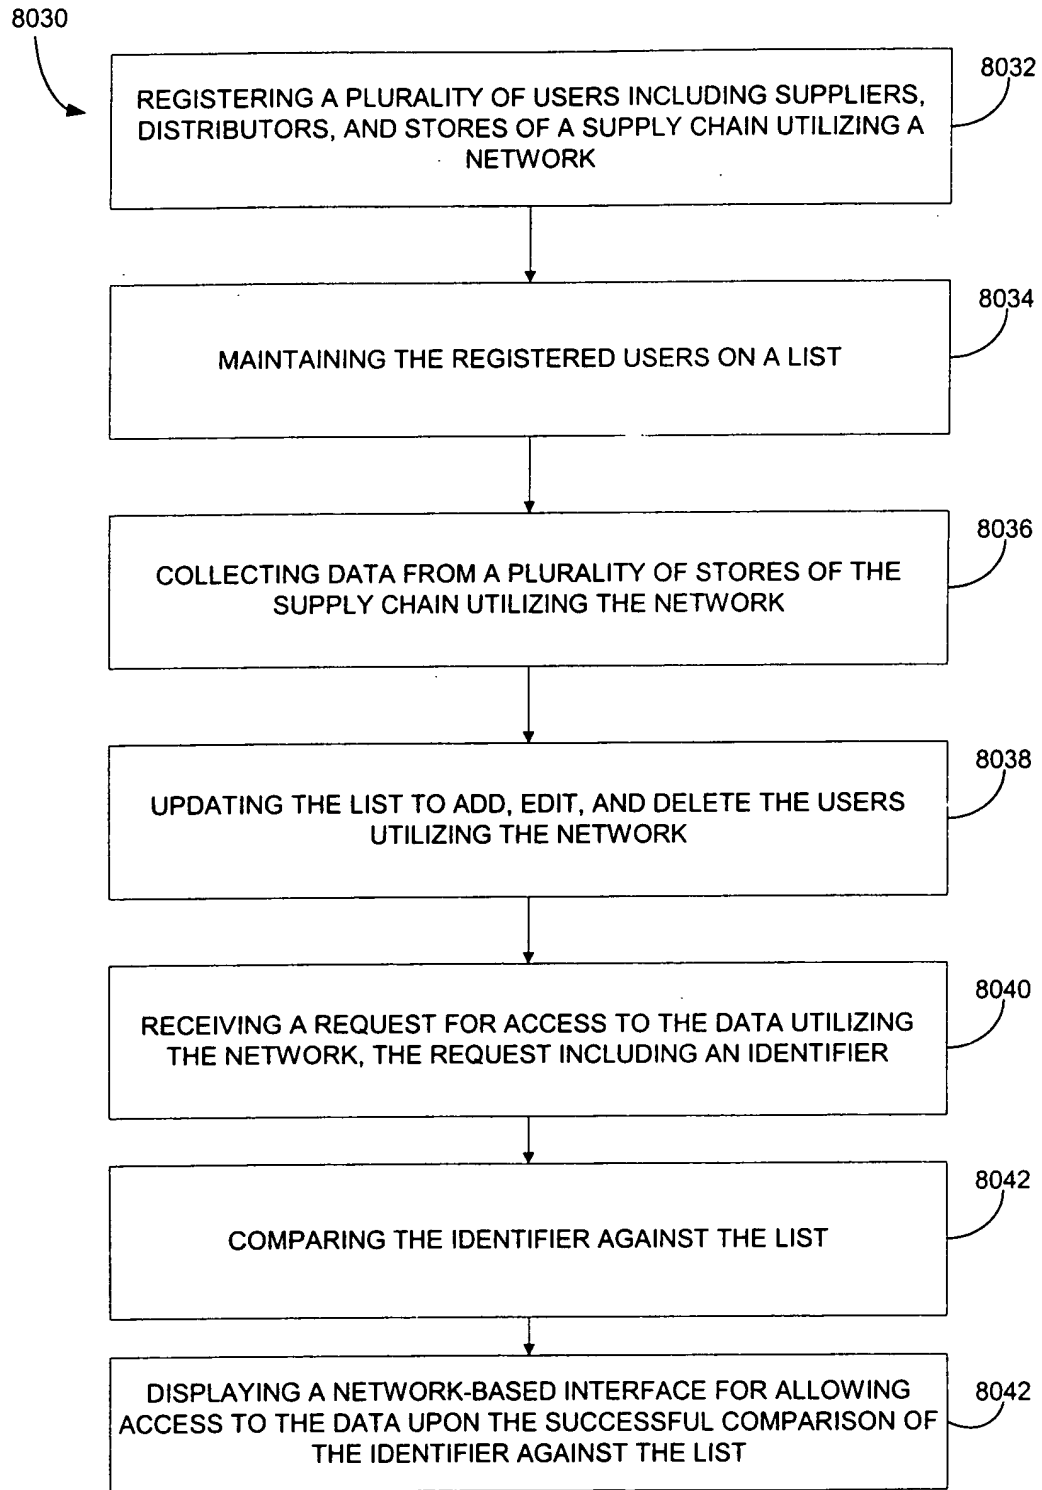 8030
8032
REGISTERING A PLURALITY OF USERS INCLUDING SUPPLIERS,
DISTRIBUTORS, AND STORES OF A SUPPLY CHAIN UTILIZING A
NETWORK
8034
MAINTAINING THE REGISTERED USERS ON A LIST
8036
COLLECTING DATA FROM A PLURALITY OF STORES OF THE
SUPPLY CHAIN UTILIZING THE NETWORK
8038
UPDATING THE LIST TO ADD, EDIT, AND DELETE THE USERS
UTILIZING THE NETWORK
8040
RECEIVING A REQUEST FOR ACCESS TO THE DATA UTILIZING
THE NETWORK, THE REQUEST INCLUDING AN IDENTIFIER
8042
COMPARING THE IDENTIFIER AGAINST THE LIST
8042
DISPLAYING A NETWORK-BASED INTERFACE FOR ALLOWING
ACCESS TO THE DATA UPON THE SUCCESSFUL COMPARISON OF
THE IDENTIFIER AGAINST THE LIST